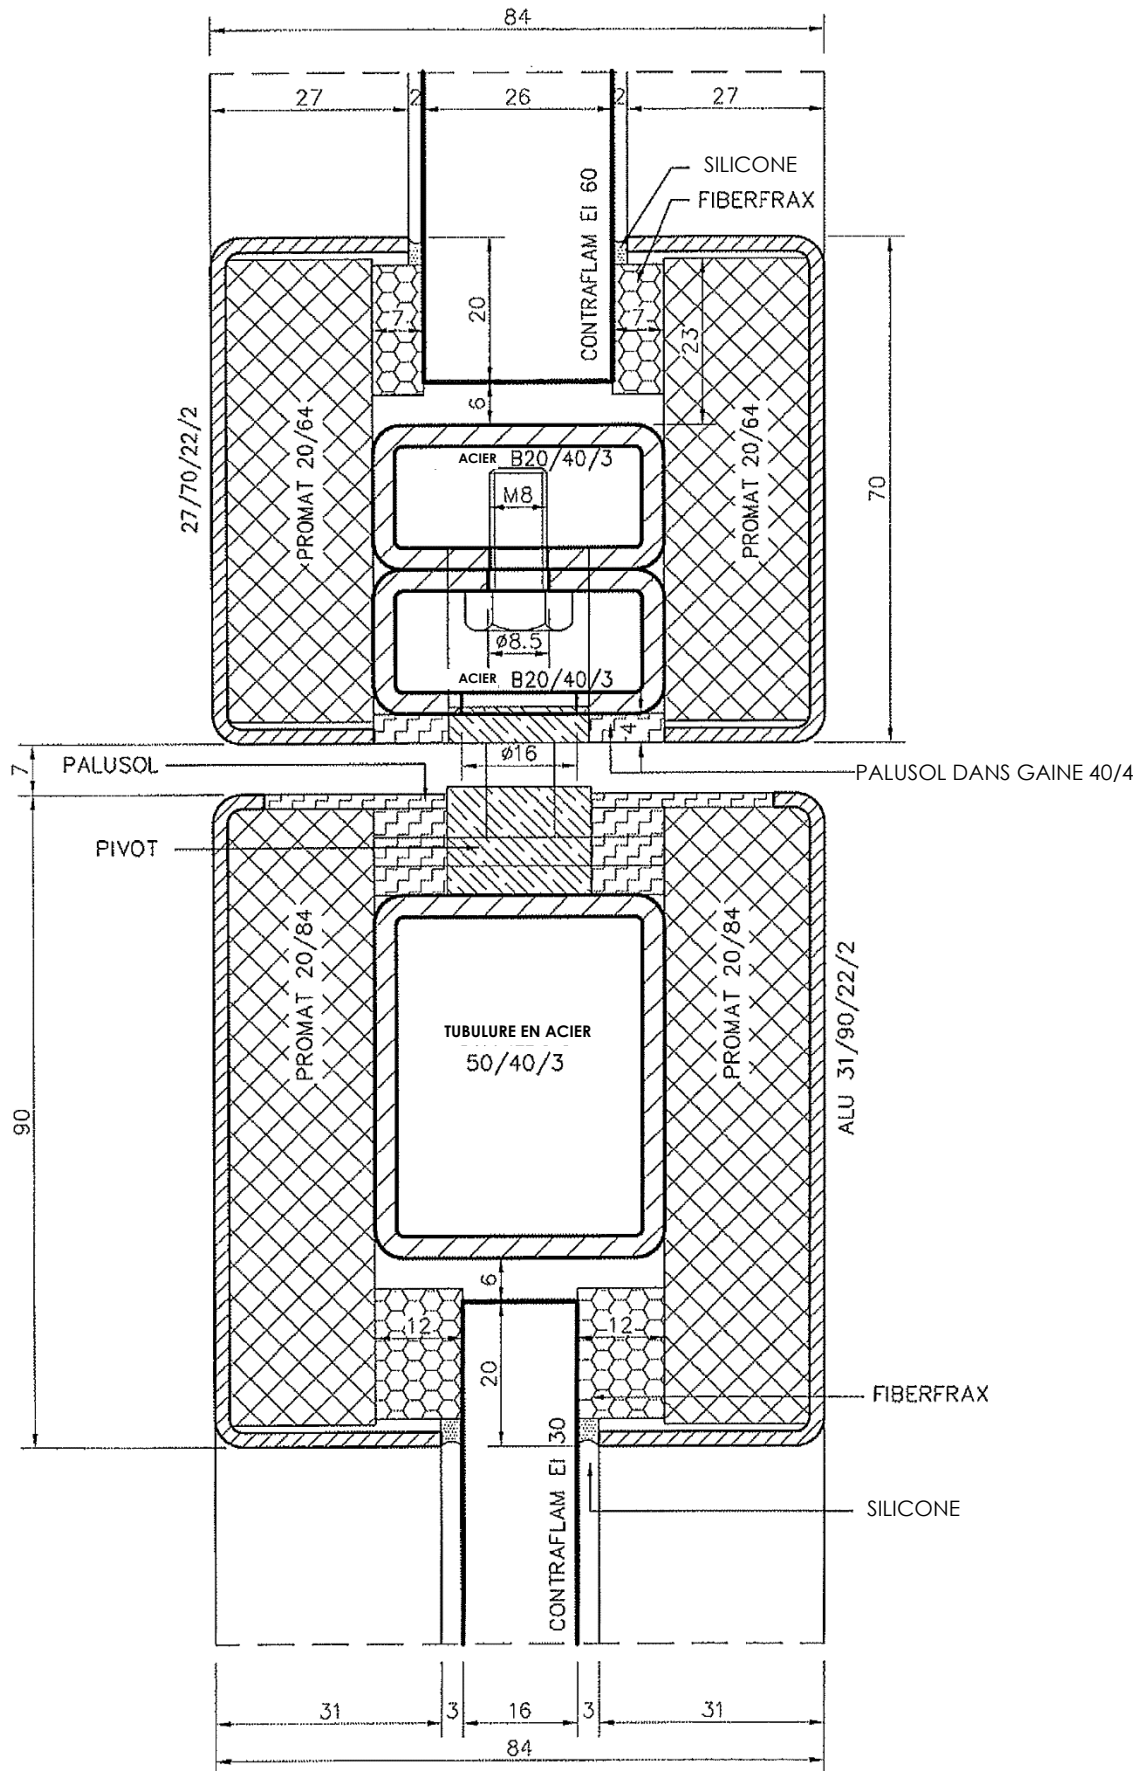 84
27
2
26
2
27
SILICONE
FIBERFRAX
CONTRAFLAM EI 60
20
7
7
23
6
27/70/22/2
PROMAT 20/64
PROMAT 20/64
70
ACIER B20/40/3
M8
ø8.5
ACIER B20/40/3
4
7
ø16
PALUSOL
PALUSOL DANS GAINE 40/4
PIVOT
PROMAT 20/84
PROMAT 20/84
ALU 31/90/22/2
TUBULURE EN ACIER
50/40/3
90
6
12
12
20
FIBERFRAX
CONTRAFLAM EI 30
SILICONE
31
3
16
3
31
84